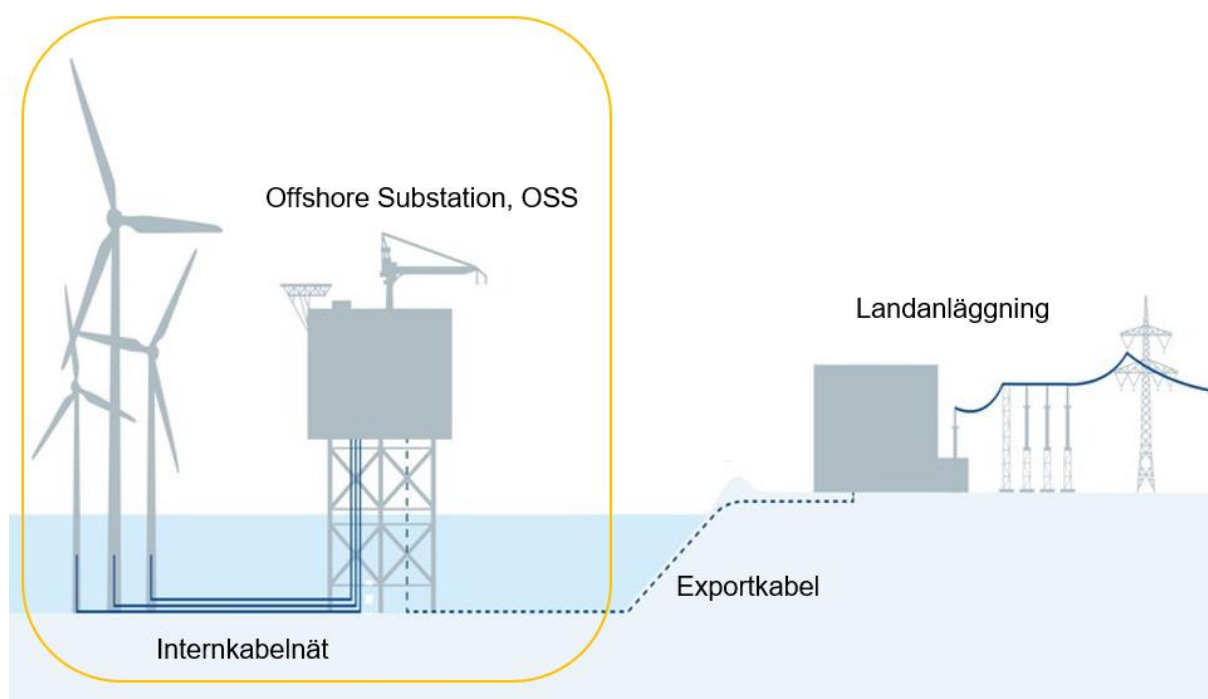 Offshore Substation, OSS
Landanläggning
Exportkabel
Internkabelnät